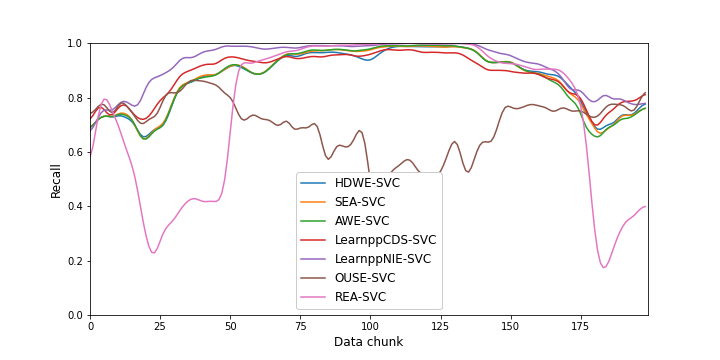 1.0
0.8
0.6
0.4
0.2
0.0
Recall
HDWE-SVC
SEA-SVC
AWE-SVC
LearnppCDS-SVC
LearnppNIE-SVC
OUSE-SVC
REA-SVC
0 25 50 75 100 125 150 175
Data chunk